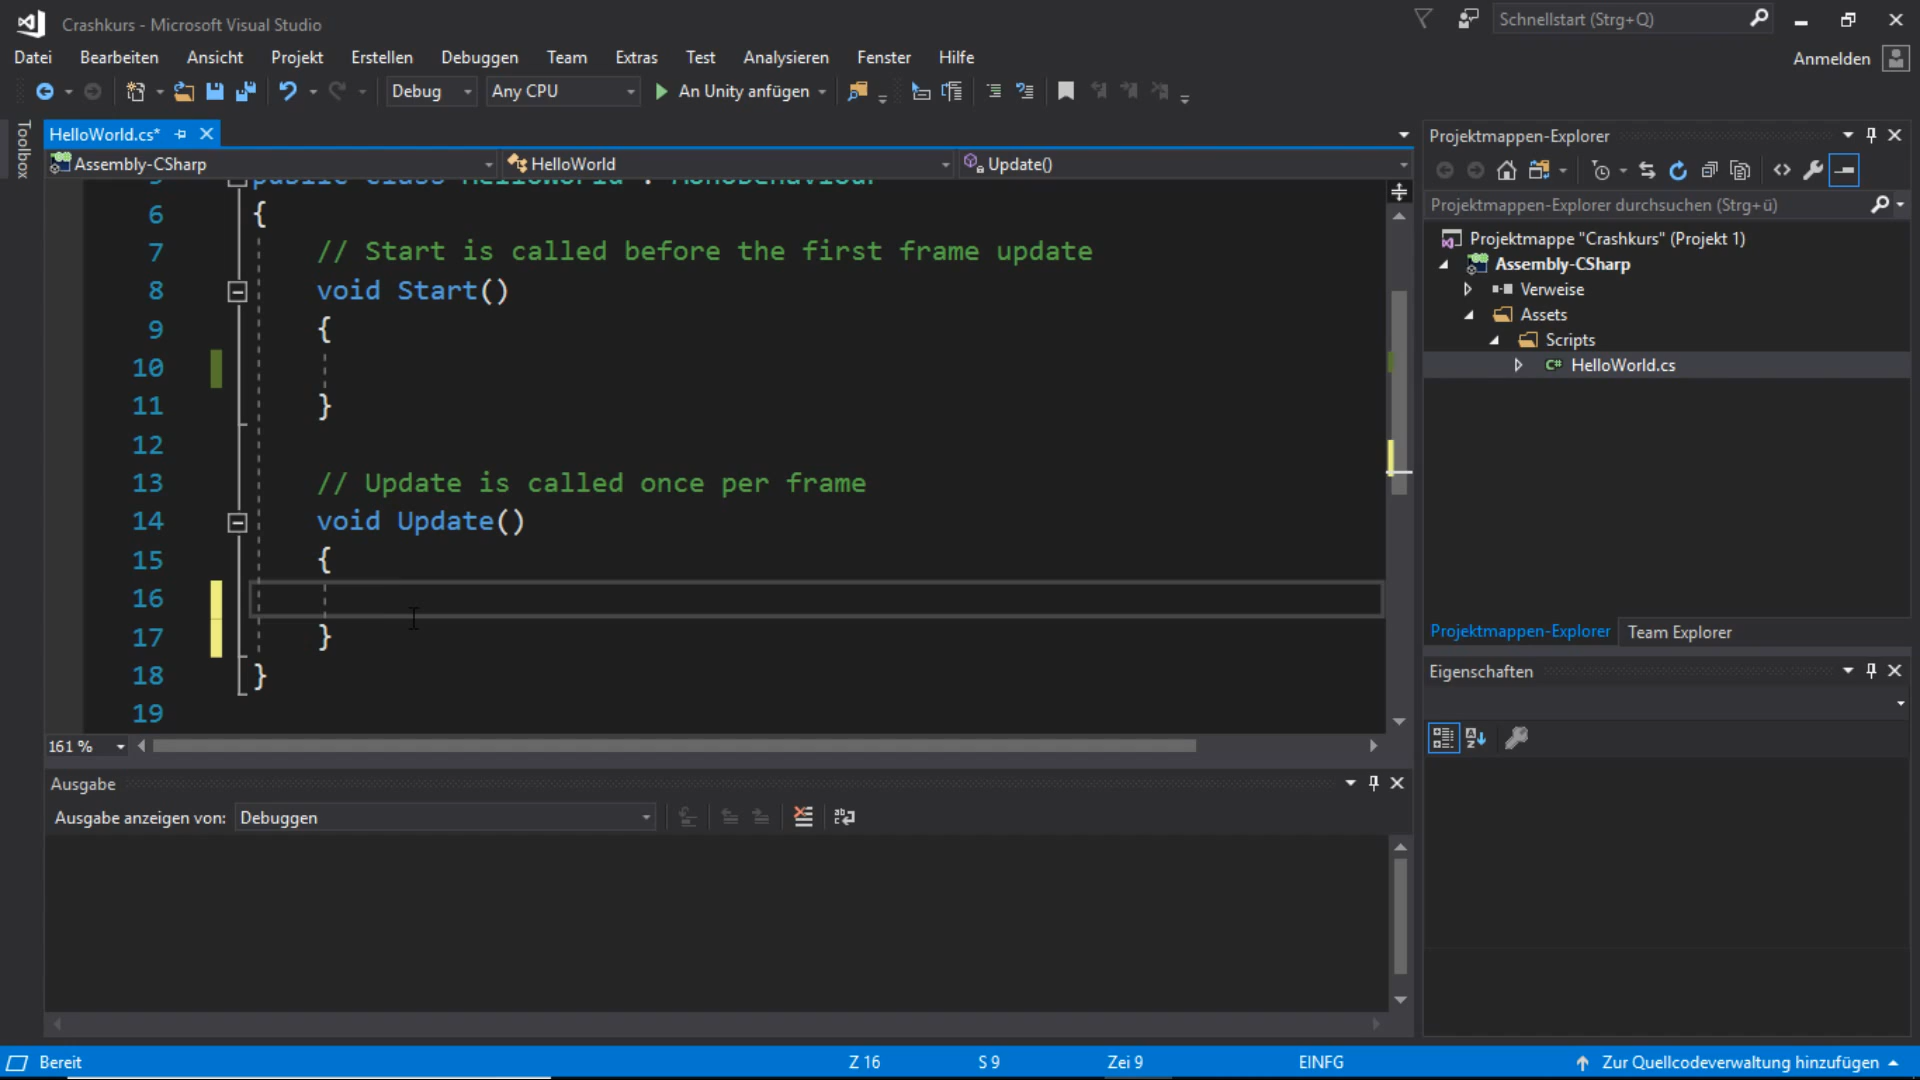 Crashkurs - Microsoft Visual Studio
Schnellstart (Strg+Q)
Datei Bearbeiten Ansicht Projekt Erstellen Debuggen Team Extras Test Analysieren Fenster Hilfe
Anmelden
Debug Any CPU An Unity anfügen
Toolbox
HelloWorld.cs*
Assembly-CSharp HelloWorld Update()
public class HelloWorld : MonoBehaviour
6 {
7 // Start is called before the first frame update
8 void Start()
9 {
10
11 }
12
13 // Update is called once per frame
14 void Update()
15 {
16
17 }
18 }
19
161 %
Ausgabe
Ausgabe anzeigen von: Debuggen
Projektmappen-Explorer
Projektmappen-Explorer durchsuchen (Strg+ü)
Projektmappe "Crashkurs" (Projekt 1)
Assembly-CSharp
Verweise
Assets
Scripts
C# HelloWorld.cs
Projektmappen-Explorer Team Explorer
Eigenschaften
Bereit Z 16 S 9 Zei 9 EINFG Zur Quellcodeverwaltung hinzufügen